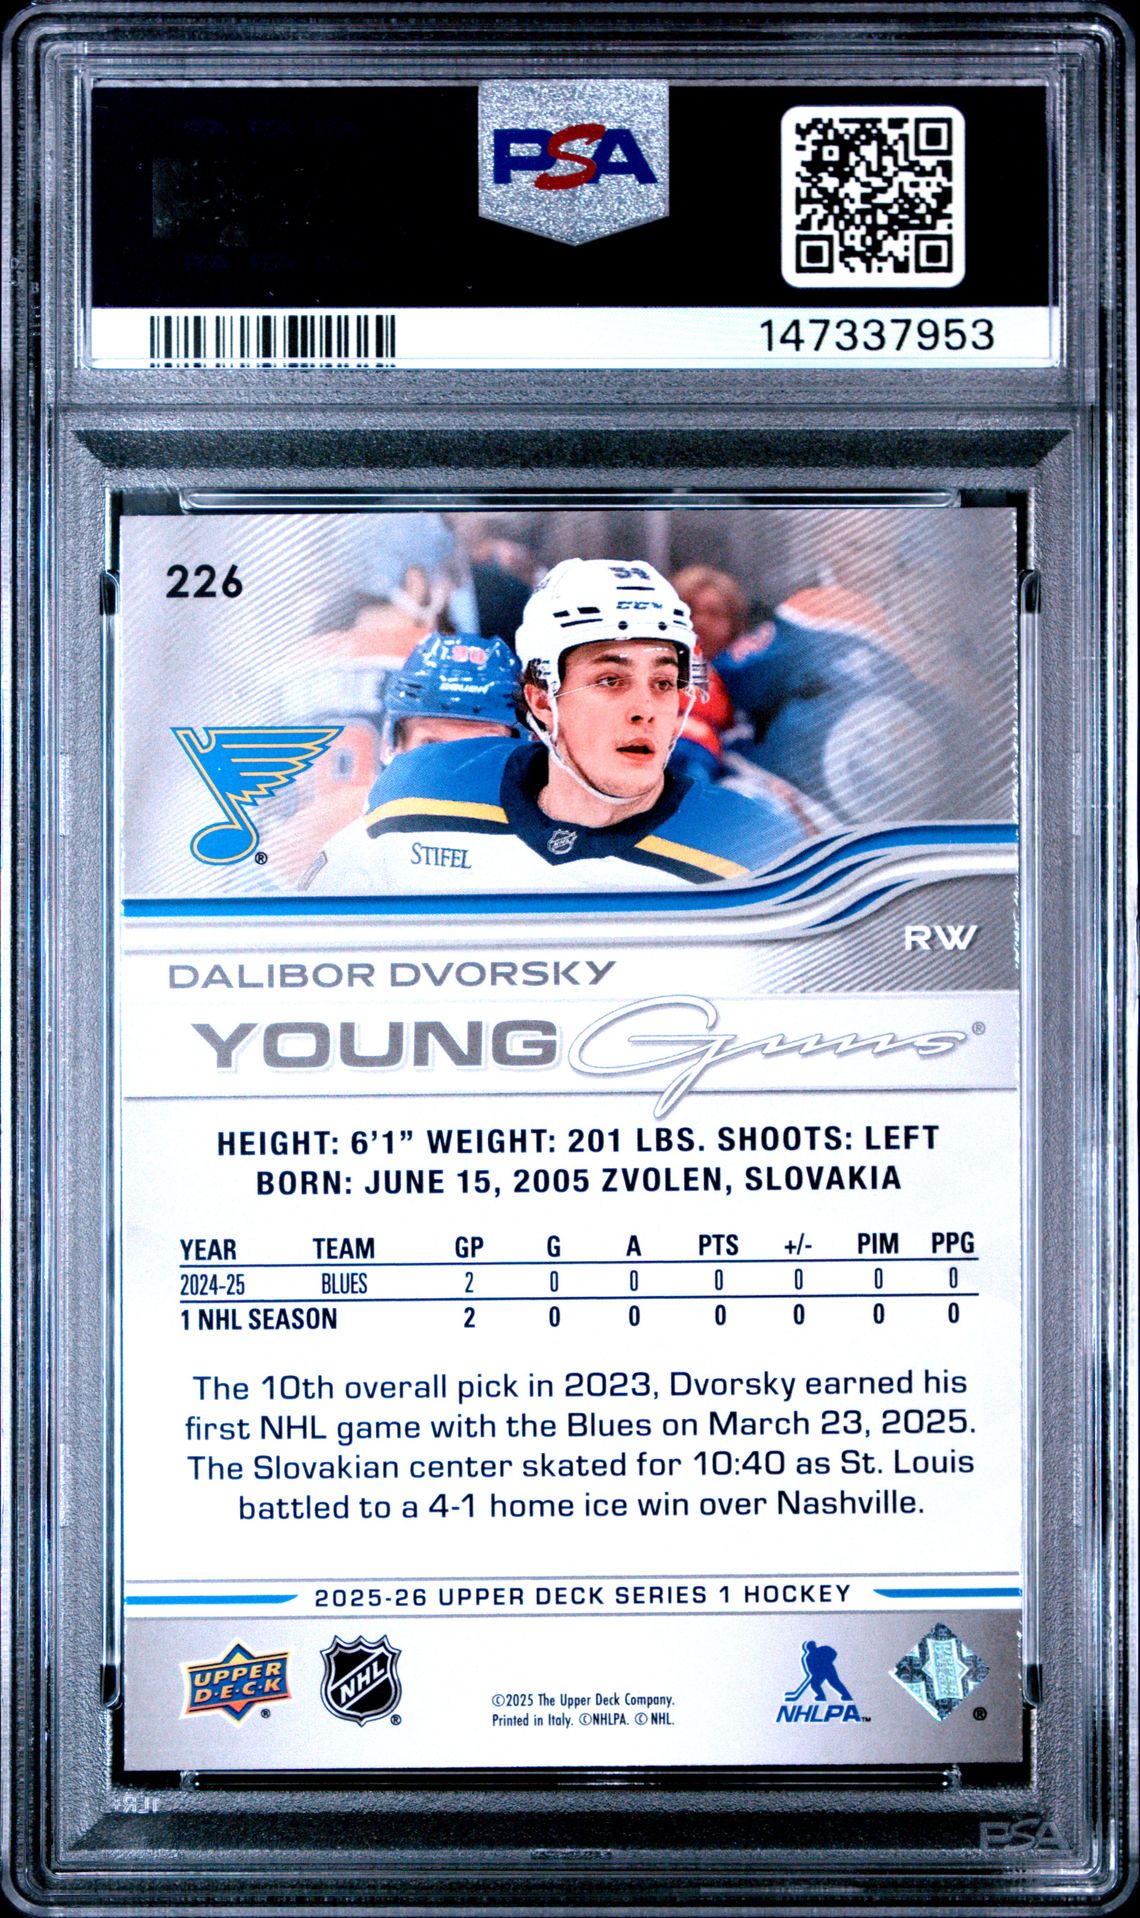 PSA
147337953
226
54
CCM
BAUER
STIFEL
®
RW
DALIBOR DVORSKY
YOUNG Guns®
HEIGHT: 6'1" WEIGHT: 201 LBS. SHOOTS: LEFT
BORN: JUNE 15, 2005 ZVOLEN, SLOVAKIA
YEAR TEAM GP G A PTS +/- PIM PPG
2024-25 BLUES 2 0 0 0 0 0 0
1 NHL SEASON 2 0 0 0 0 0 0
The 10th overall pick in 2023, Dvorsky earned his
first NHL game with the Blues on March 23, 2025.
The Slovakian center skated for 10:40 as St. Louis
battled to a 4-1 home ice win over Nashville.
2025-26 UPPER DECK SERIES 1 HOCKEY
UPPER
D·E·C·K ®
NHL ®
©2025 The Upper Deck Company.
Printed in Italy. ©NHLPA. © NHL.
NHLPA™
®
PSA